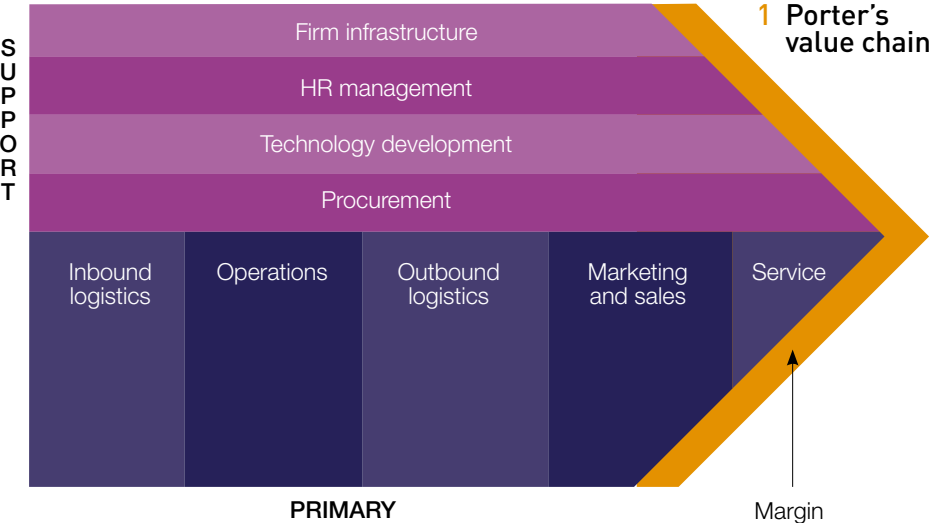 1 Porter's
value chain
SUPPORT
Firm infrastructure
HR management
Technology development
Procurement
Inbound
logistics
Operations
Outbound
logistics
Marketing
and sales
Service
PRIMARY
Margin